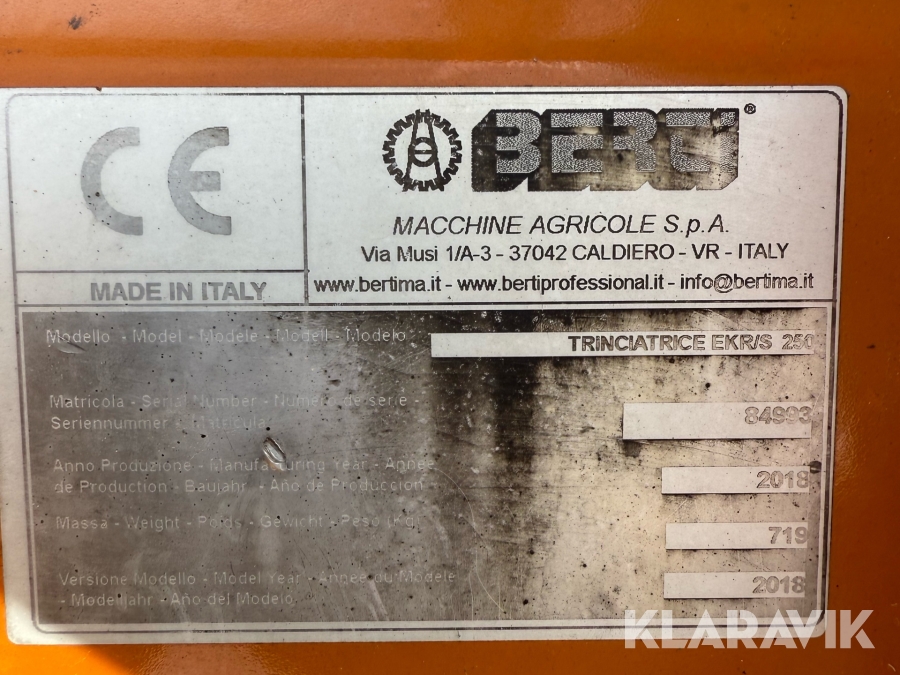 CE
BERTI®
MACCHINE AGRICOLE S.p.A.
Via Musi 1/A-3 - 37042 CALDIERO - VR - ITALY
MADE IN ITALY
www.bertima.it - www.bertiprofessional.it - info@bertima.it
Modello - Model - Modele - Modell - Modelo
TRINCIATRICE EKR/S 250
Matricola - Serial Number - Numero de serie -
Seriennummer - Matricula
84993
Anno Produzione - Manufacturing Year - Année
de Production - Baujahr - Año de Produccion
2018
Massa - Weight - Poids - Gewicht - Peso (Kg)
719
Versione Modello - Model Year - Année du Modele
- Modelljahr - Año del Modelo
2018
KLARAVIK